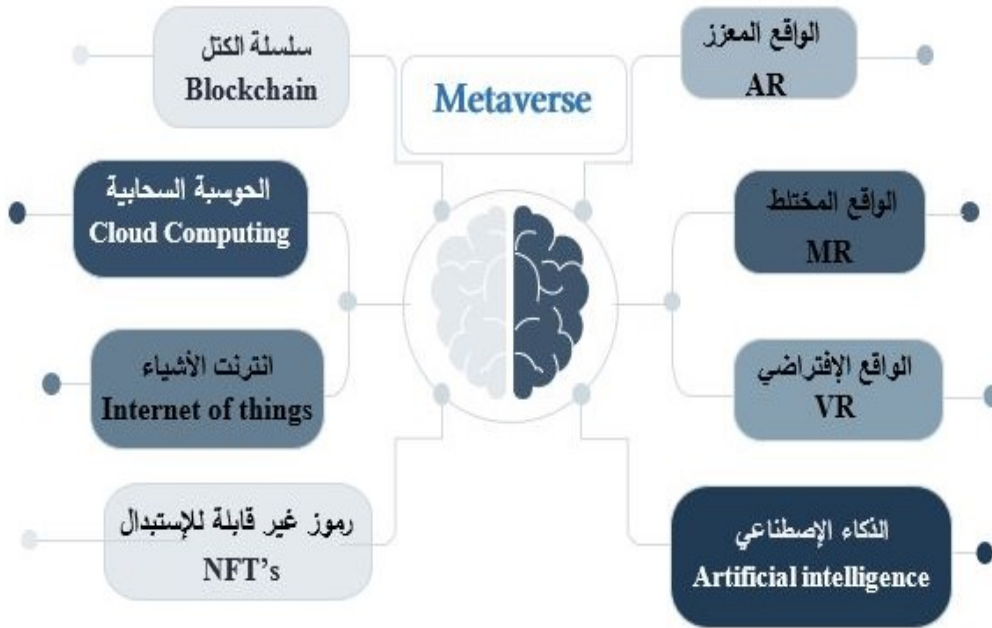 Metaverse
الواقع المعزز
AR
الواقع المختلط
MR
الواقع الإفتراضي
VR
الذكاء الإصطناعي
Artificial intelligence
سلسلة الكتل
Blockchain
الحوسبة السحابية
Cloud Computing
انترنت الأشياء
Internet of things
رموز غير قابلة للإستبدال
NFT's